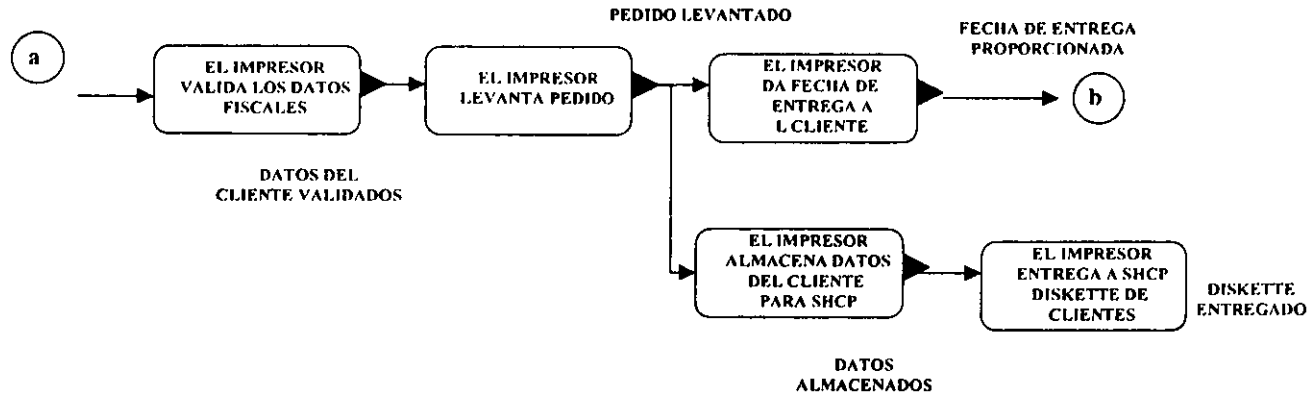 PEDIDO LEVANTADO
FECHA DE ENTREGA
PROPORCIONADA
a
EL IMPRESOR
VALIDA LOS DATOS
FISCALES
EL IMPRESOR
LEVANTA PEDIDO
EL IMPRESOR
DA FECHA DE
ENTREGA A
L CLIENTE
b
DATOS DEL
CLIENTE VALIDADOS
EL IMPRESOR
ALMACENA DATOS
DEL CLIENTE
PARA SHCP
EL IMPRESOR
ENTREGA A SHCP
DISKETTE DE
CLIENTES
DISKETTE
ENTREGADO
DATOS
ALMACENADOS